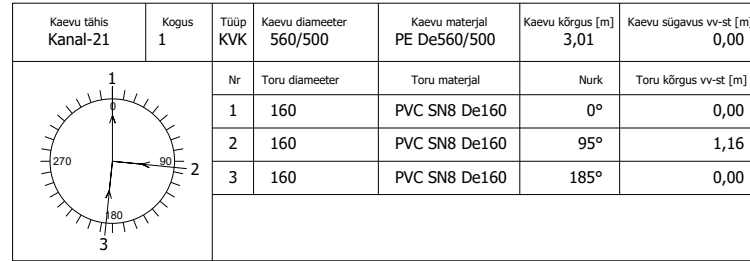 Kaevu tähis Kogus Tüüp Kaevu diameeter Kaevu materjal Kaevu kõrgus [m] Kaevu sügavus vv-st [m]
Kanal-21 1 KVK 560/500 PE De560/500 3,01 0,00
Nr Toru diameeter Toru materjal Nurk Toru kõrgus vv-st [m]
1 160 PVC SN8 De160 0° 0,00
2 160 PVC SN8 De160 95° 1,16
3 160 PVC SN8 De160 185° 0,00
1
0
270 90 2
180
3